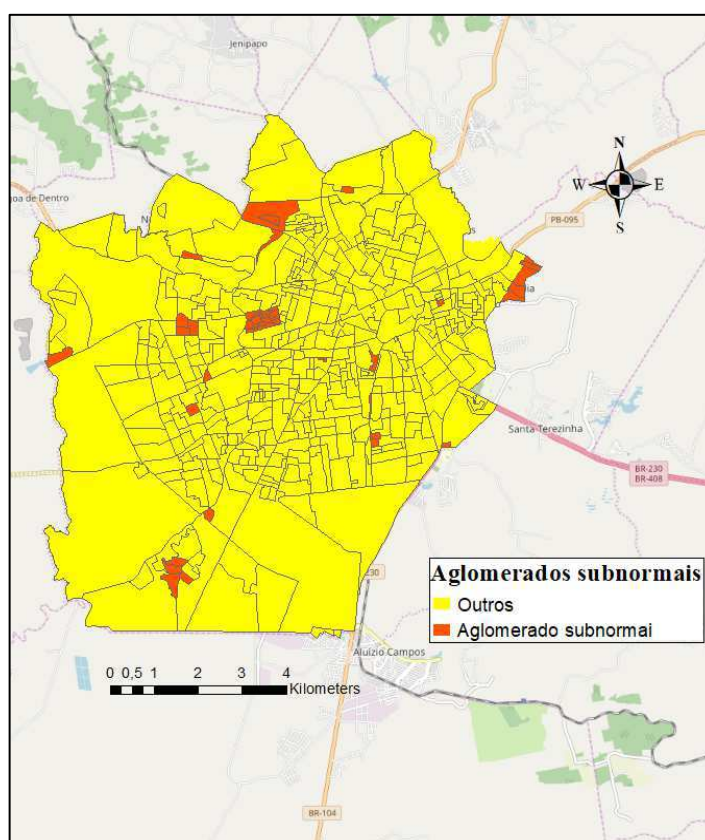 Jenipapo
oa de Dentro
N
W
E
S
PB-095
Santa Terezinha
BR-230
BR-408
Aglomerados subnormais
Outros
Aglomerado subnormai
230
Aluízio Campos
0 0,5 1 2 3 4
Kilometers
BR-104